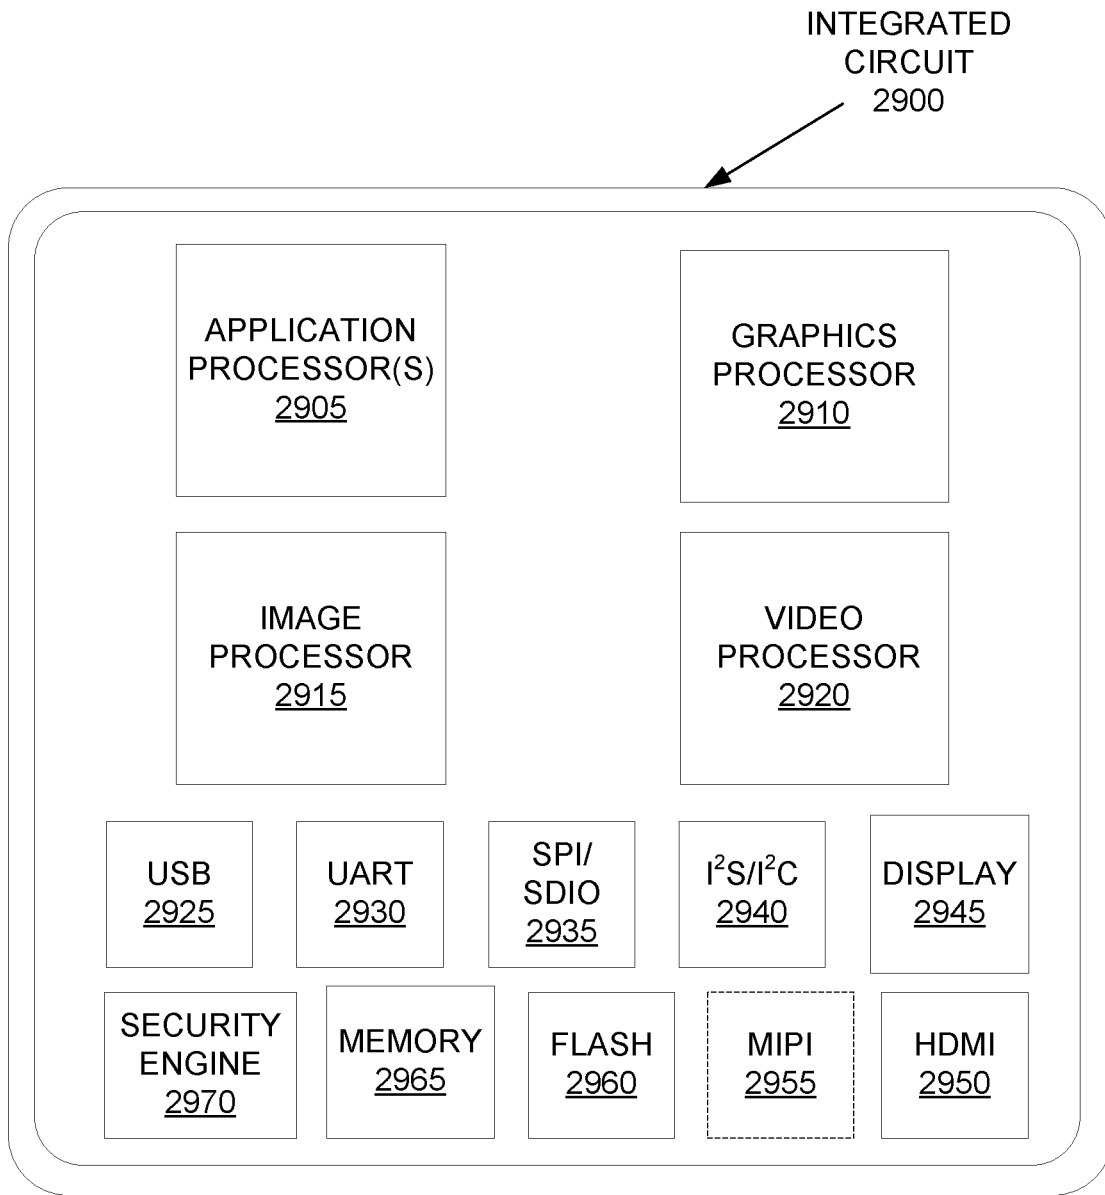 INTEGRATED
CIRCUIT
2900
APPLICATION
PROCESSOR(S)
2905
GRAPHICS
PROCESSOR
2910
IMAGE
PROCESSOR
2915
VIDEO
PROCESSOR
2920
USB
2925
UART
2930
SPI/
SDIO
2935
I²S/I²C
2940
DISPLAY
2945
SECURITY
ENGINE
2970
MEMORY
2965
FLASH
2960
MIPI
2955
HDMI
2950